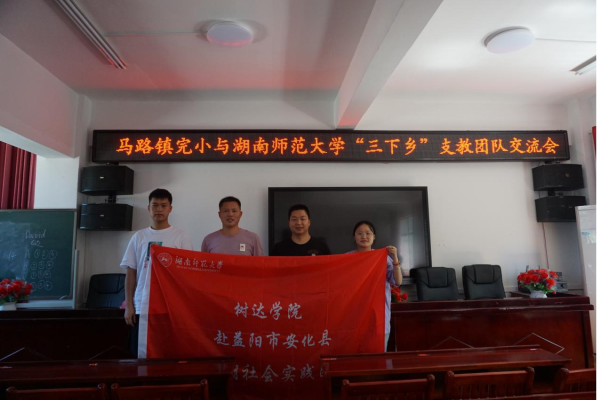 马路镇完小与湖南师范大学“三下乡”支教团队交流会
湖南师范大学
树达学院
赴益阳市安化县
社会实践